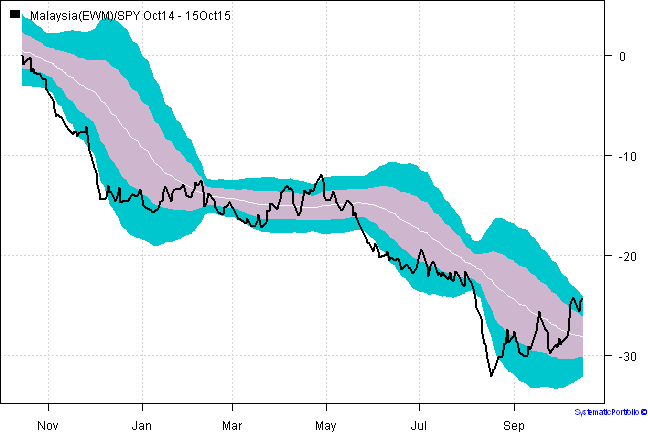 Malaysia(EWM)/SPY Oct14 - 15Oct15
0
-10
-20
-30
Nov Jan Mar May Jul Sep
SystematicPortfolio ©